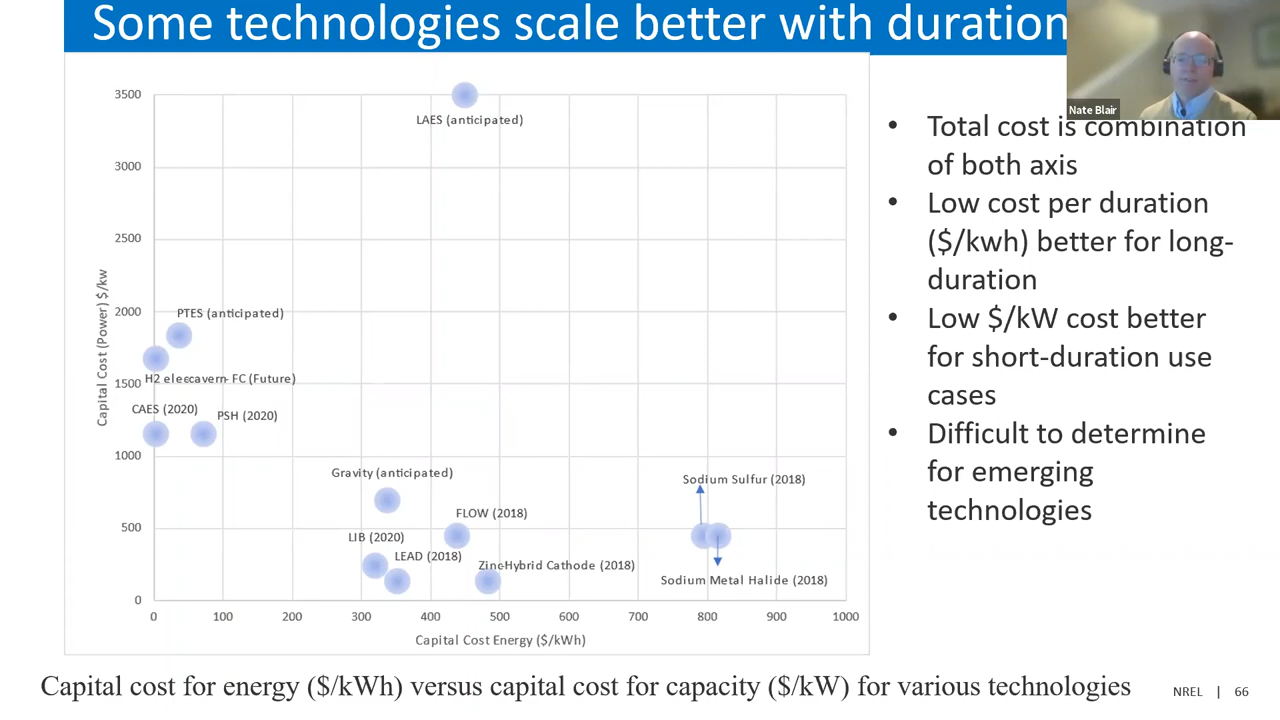 Some technologies scale better with duration
Nate Blair
3500
3000
2500
2000
1500
1000
500
0
Capital Cost (Power) $/kw
LAES (anticipated)
PTES (anticipated)
H2 elec-cavern- FC (Future)
CAES (2020)
PSH (2020)
Gravity (anticipated)
FLOW (2018)
LIB (2020)
LEAD (2018)
Zinc-Hybrid Cathode (2018)
Sodium Sulfur (2018)
Sodium Metal Halide (2018)
0 100 200 300 400 500 600 700 800 900 1000
Capital Cost Energy ($/kWh)
• Total cost is combination
of both axis
• Low cost per duration
($/kwh) better for long-
duration
• Low $/kW cost better
for short-duration use
cases
• Difficult to determine
for emerging
technologies
Capital cost for energy ($/kWh) versus capital cost for capacity ($/kW) for various technologies
NREL | 66